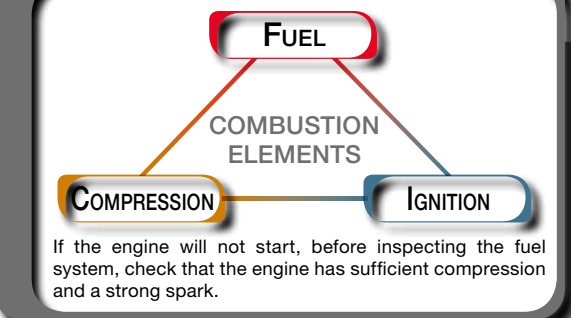 FUEL
COMBUSTION
ELEMENTS
COMPRESSION
IGNITION
If the engine will not start, before inspecting the fuel
system, check that the engine has sufficient compression
and a strong spark.